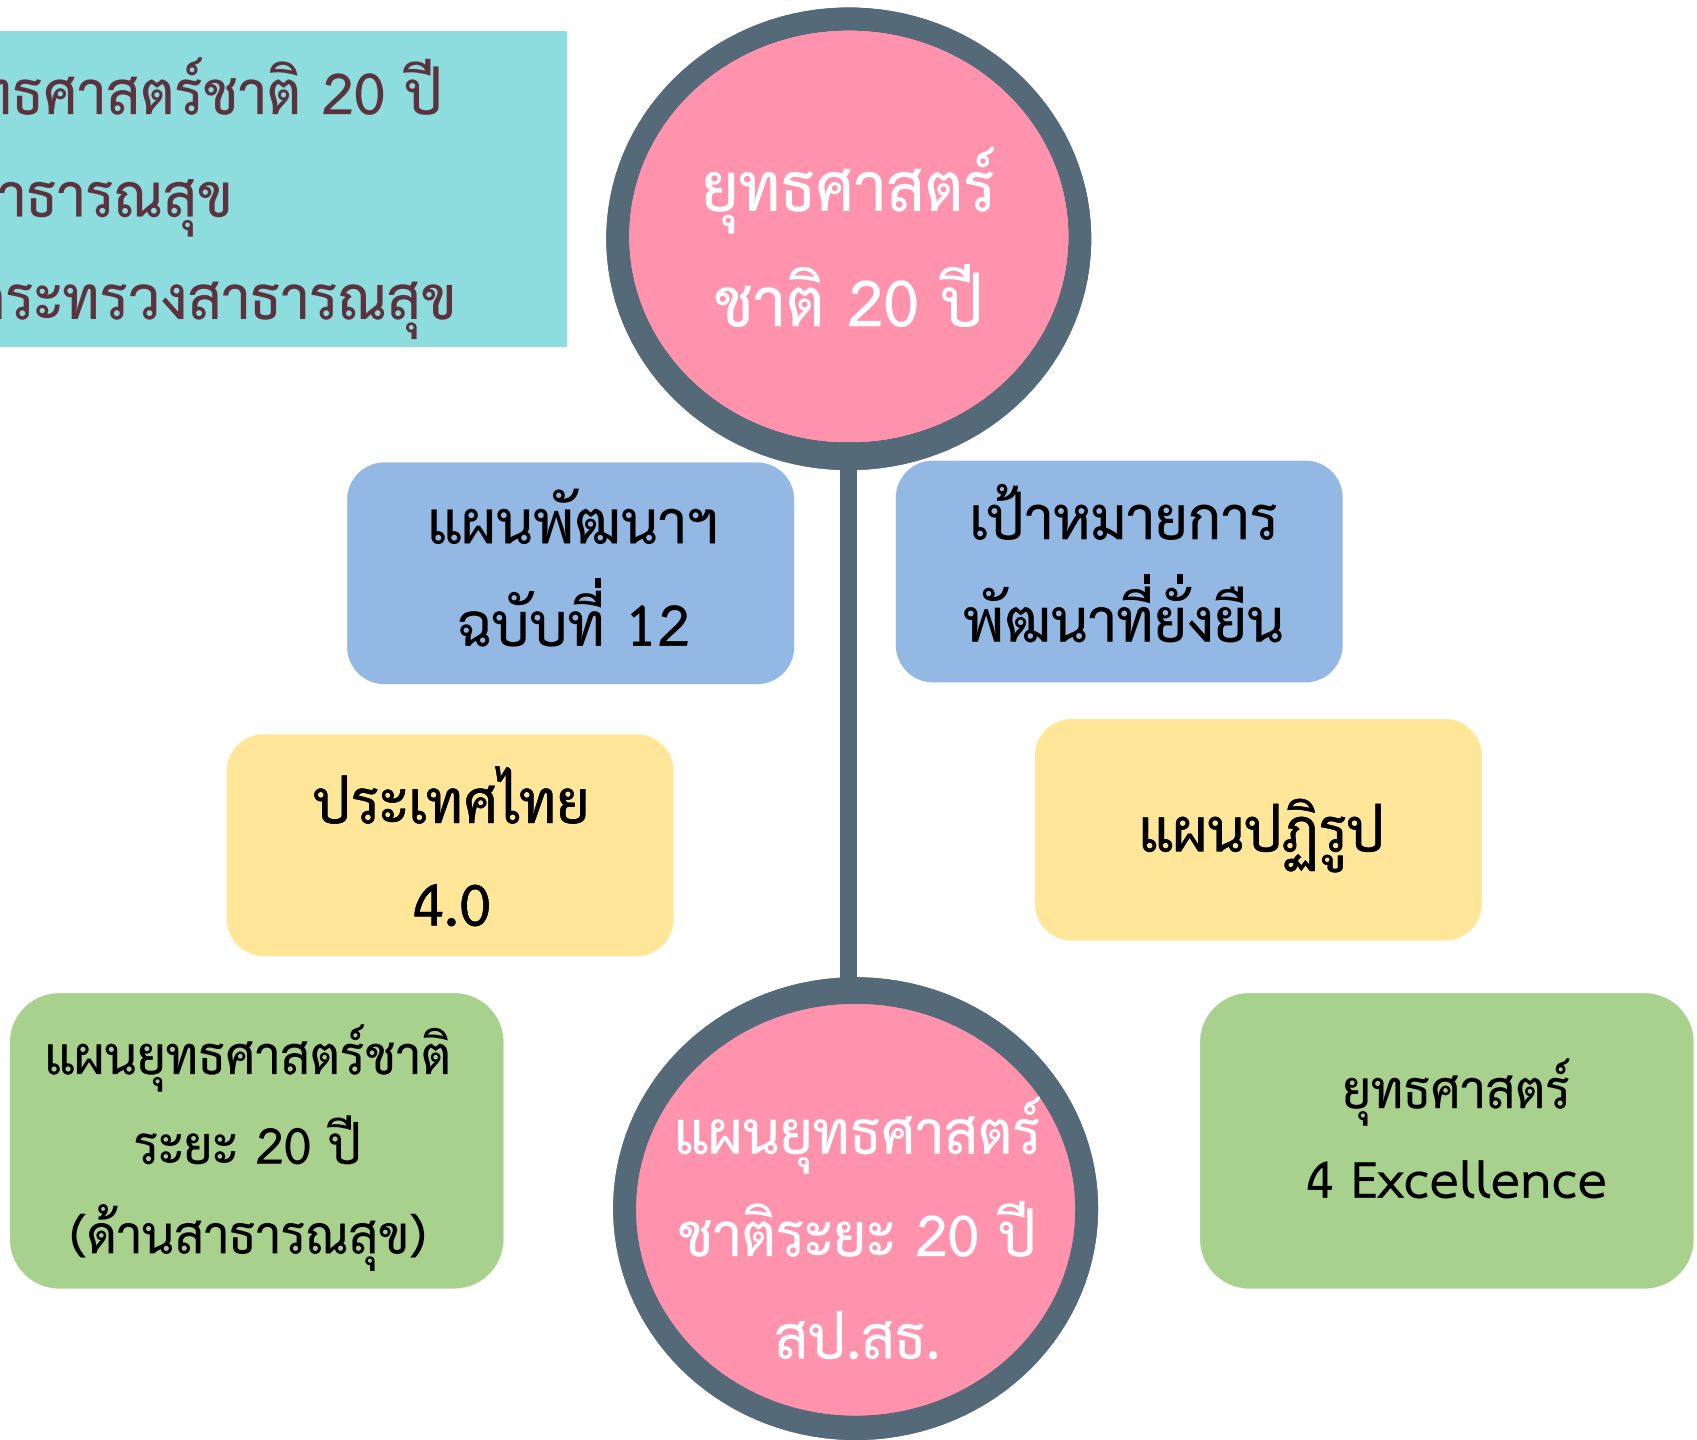 ทธศาสตร์ชาติ 20 ปี
าธารณสุข
กระทรวงสาธารณสุข
ยุทธศาสตร์
ชาติ 20 ปี
แผนพัฒนาฯ
ฉบับที่ 12
เป้าหมายการ
พัฒนาที่ยั่งยืน
ประเทศไทย
4.0
แผนปฏิรูป
แผนยุทธศาสตร์ชาติ
ระยะ 20 ปี
(ด้านสาธารณสุข)
แผนยุทธศาสตร์
ชาติระยะ 20 ปี
สป.สธ.
ยุทธศาสตร์
4 Excellence